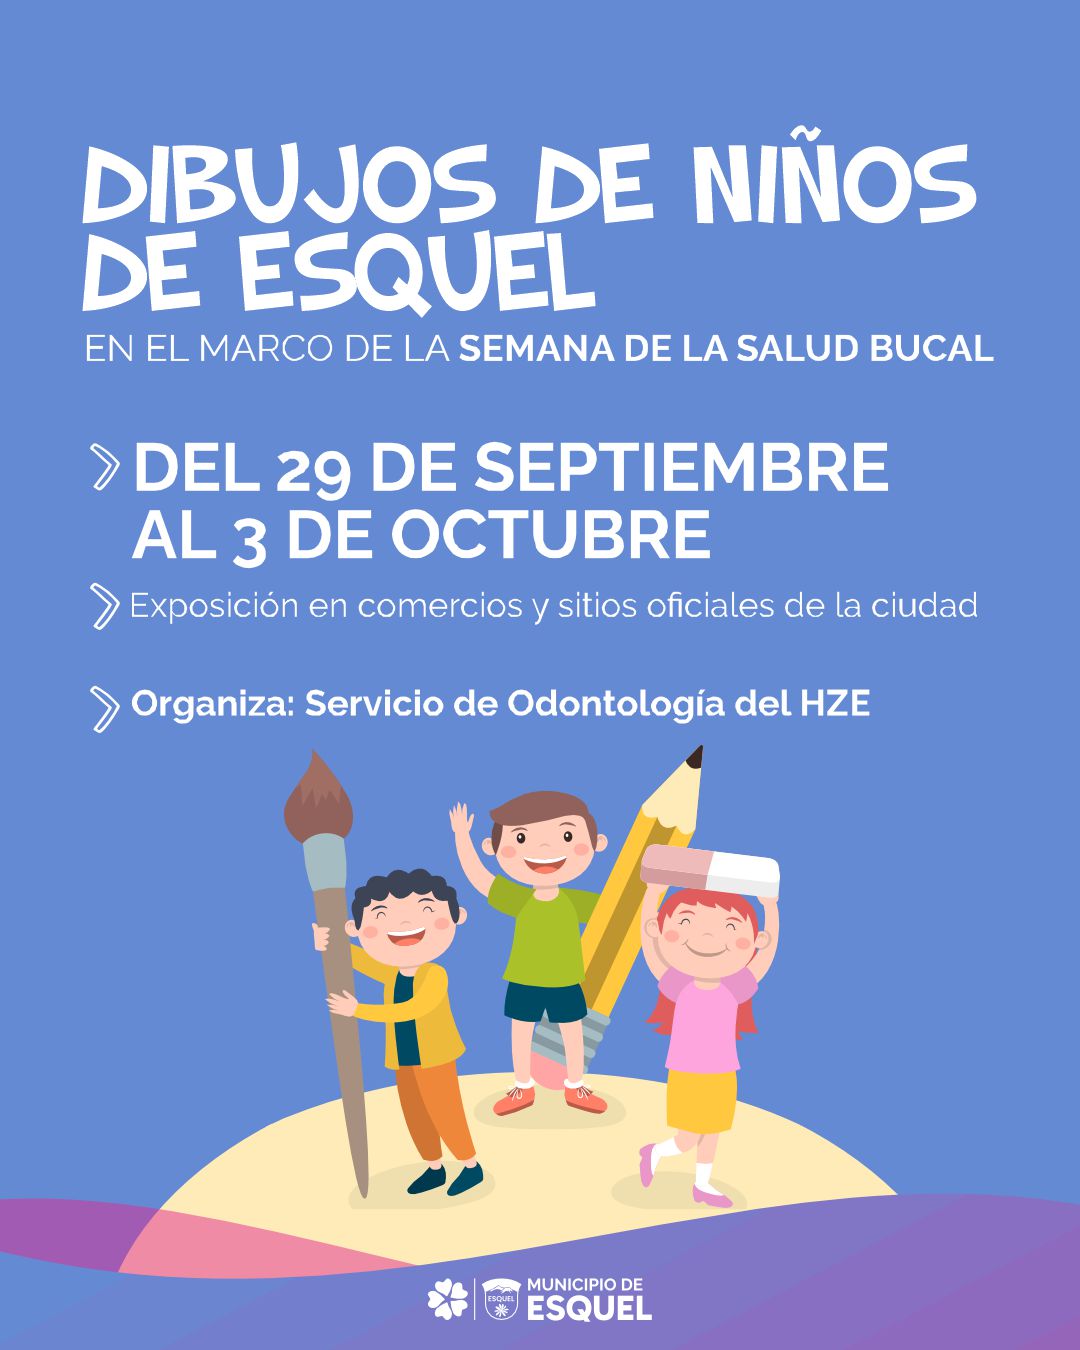 DIBUJOS DE NIÑOS
DE ESQUEL
EN EL MARCO DE LA SEMANA DE LA SALUD BUCAL
DEL 29 DE SEPTIEMBRE
AL 3 DE OCTUBRE
Exposición en comercios y sitios oficiales de la ciudad
Organiza: Servicio de Odontología del HZE
ESQUEL
MUNICIPIO DE
ESQUEL